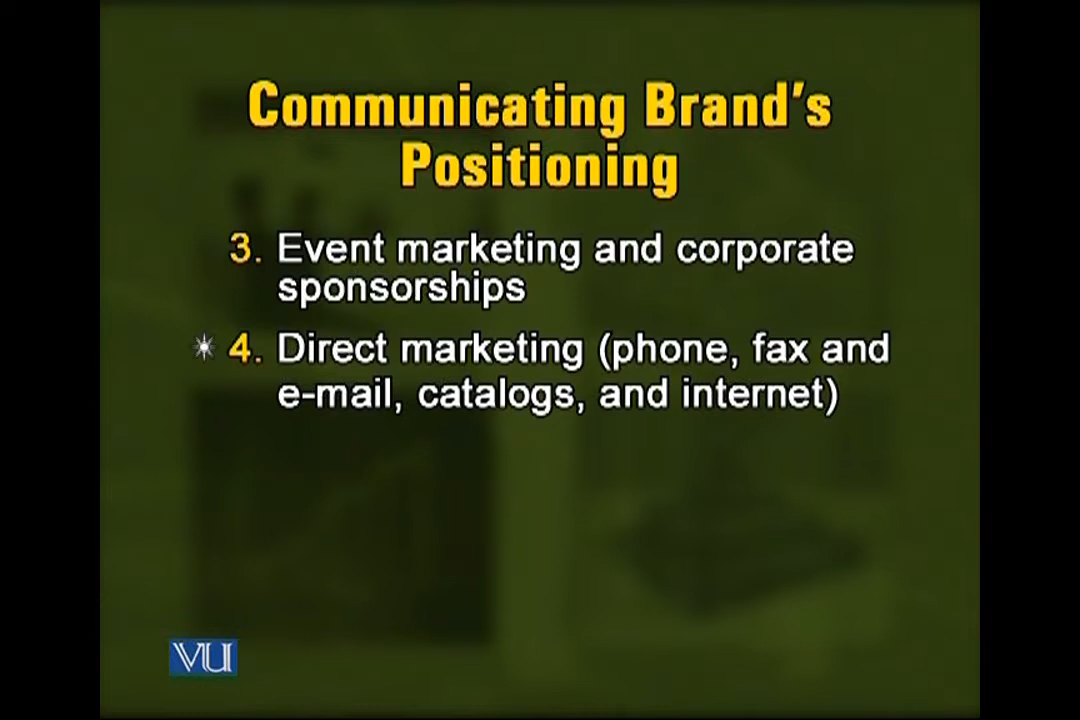 Communicating Brand's
Positioning
3. Event marketing and corporate
sponsorships
4. Direct marketing (phone, fax and
e-mail, catalogs, and internet)
VU